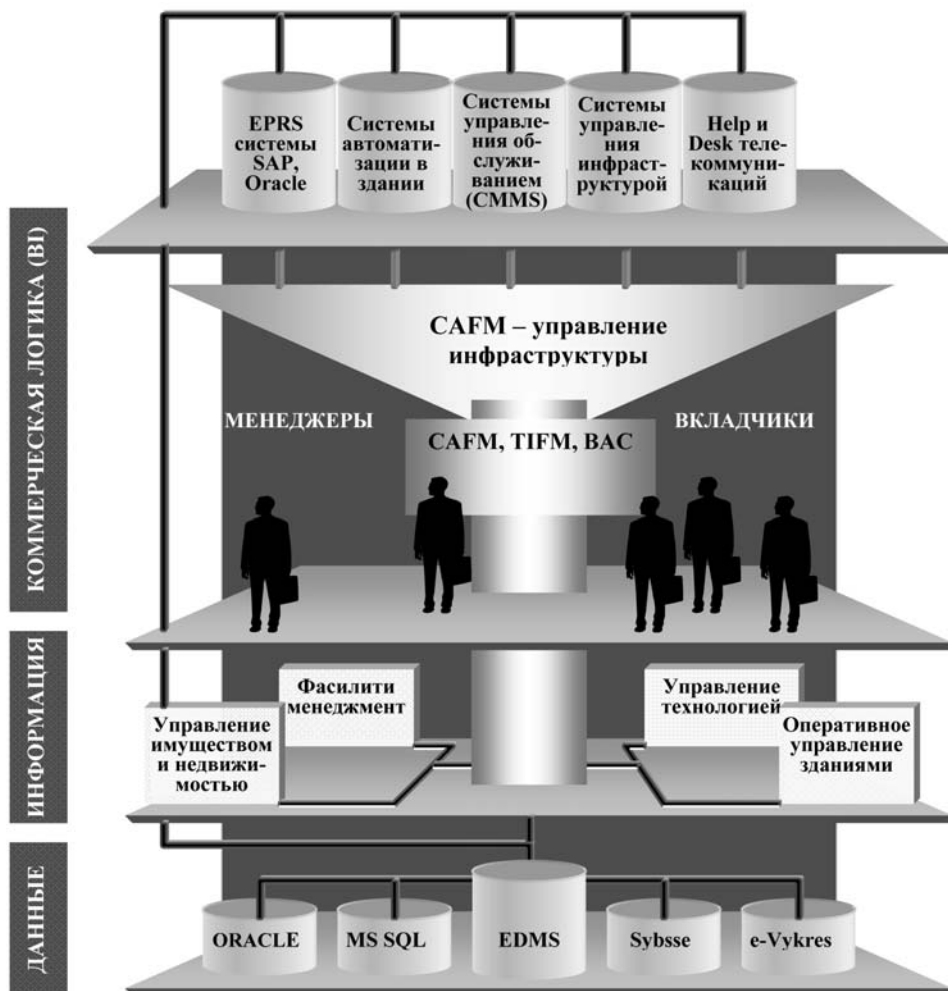 EPRS
системы
SAP,
Oracle
Системы
автомати-
зации в
здании
Системы
управле-
ния об-
служи-
ванием
(CMMS)
Системы
управле-
ния
инфраст-
руктурой
Help и
Desk теле-
коммуни-
каций
КОММЕРЧЕСКАЯ ЛОГИКА (BI)
CAFM – управление
инфраструктуры
МЕНЕДЖЕРЫ
ВКЛАДЧИКИ
CAFM, TIFM, BAC
ИНФОРМАЦИЯ
Фасилити
менеджмент
Управление
технологией
Управление
имуществом
и недвижи-
мостью
Оперативное
управление
зданиями
ДАННЫЕ
ORACLE
MS SQL
EDMS
Sybsse
e-Vykres